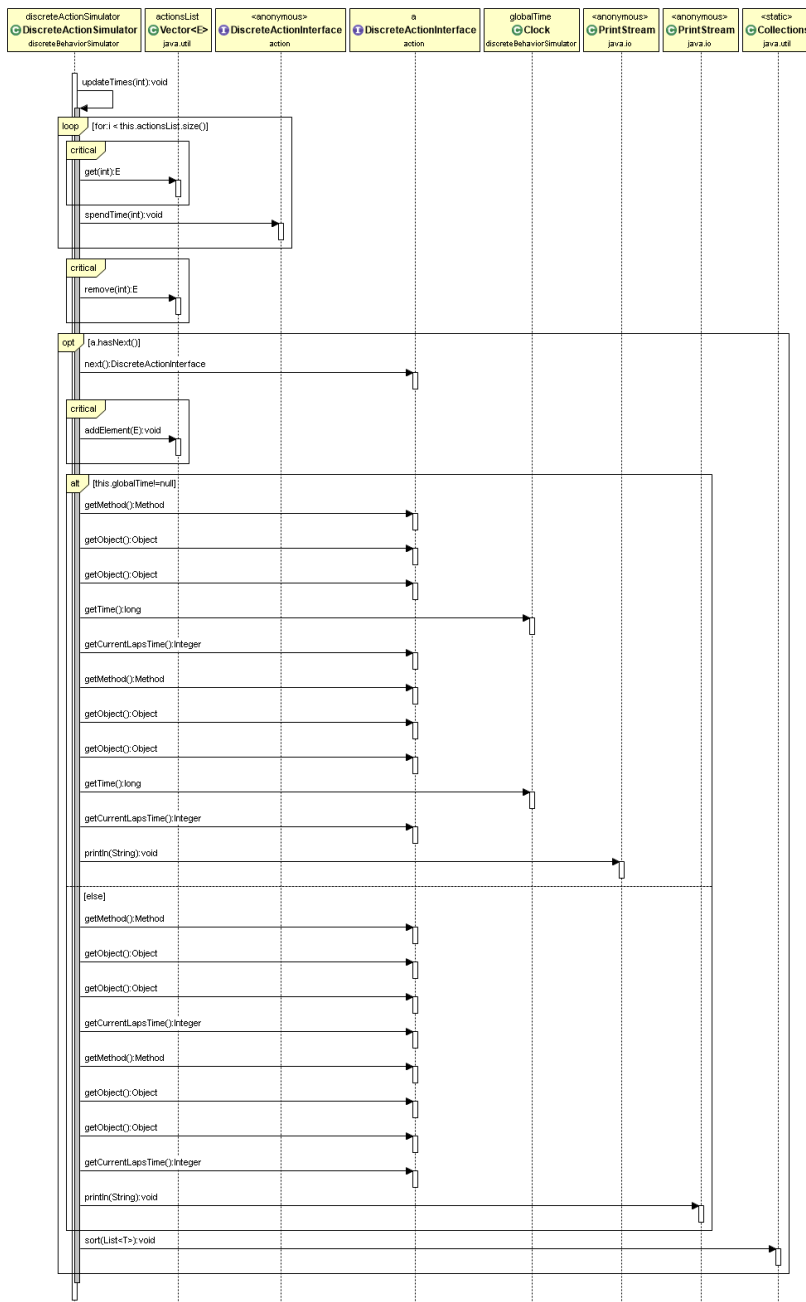 discreteActionSimulator
DiscreteActionSimulator
discreteBehaviorSimulator
actionsList
Vector<E>
java.util
<anonymous>
DiscreteActionInterface
action
a
DiscreteActionInterface
action
globalTime
Clock
discreteBehaviorSimulator
<anonymous>
PrintStream
java.io
<anonymous>
PrintStream
java.io
<static>
Collections
java.util
updateTimes(int):void
loop [for:i < this.actionsList.size()]
critical
get(int):E
spendTime(int):void
critical
remove(int):E
opt [a.hasNext()]
next():DiscreteActionInterface
critical
addElement(E):void
alt [this.globalTime!=null]
getMethod():Method
getObject():Object
getObject():Object
getTime():long
getCurrentLapsTime():Integer
getMethod():Method
getObject():Object
getObject():Object
getTime():long
getCurrentLapsTime():Integer
println(String):void
[else]
getMethod():Method
getObject():Object
getObject():Object
getCurrentLapsTime():Integer
getMethod():Method
getObject():Object
getObject():Object
getCurrentLapsTime():Integer
println(String):void
sort(List<T>):void